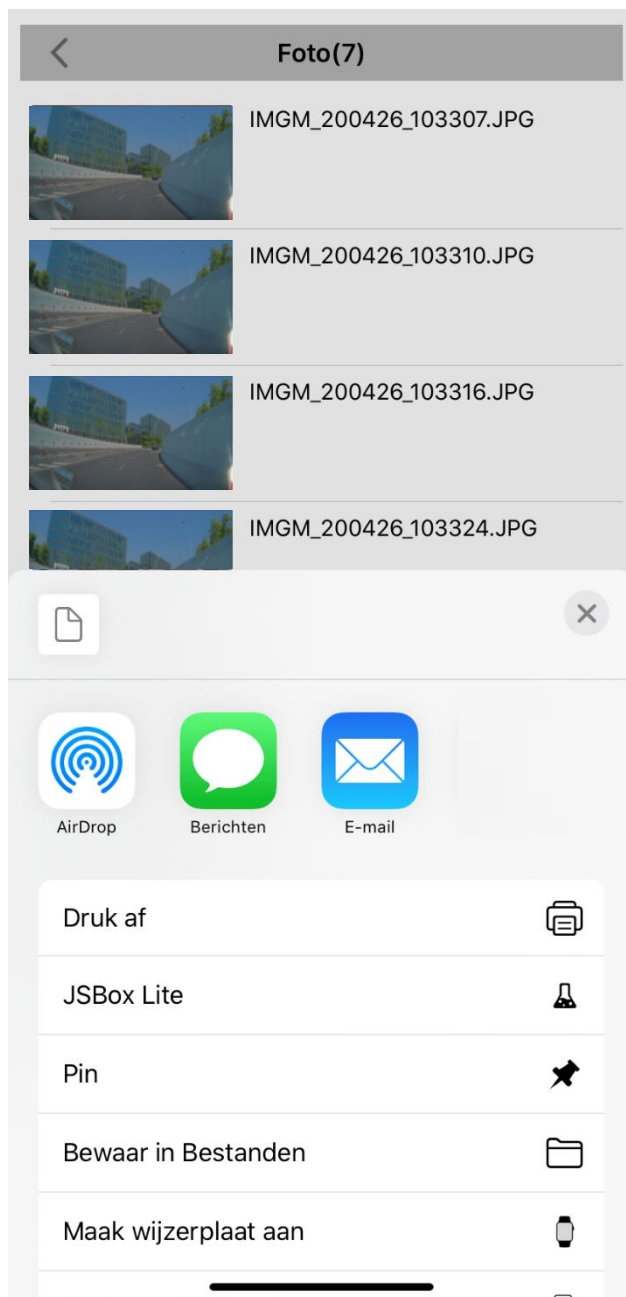 Foto(7)
IMGM_200426_103307.JPG
IMGM_200426_103310.JPG
IMGM_200426_103316.JPG
IMGM_200426_103324.JPG
AirDrop
Berichten
E-mail
Druk af
JSBox Lite
Pin
Bewaar in Bestanden
Maak wijzerplaat aan